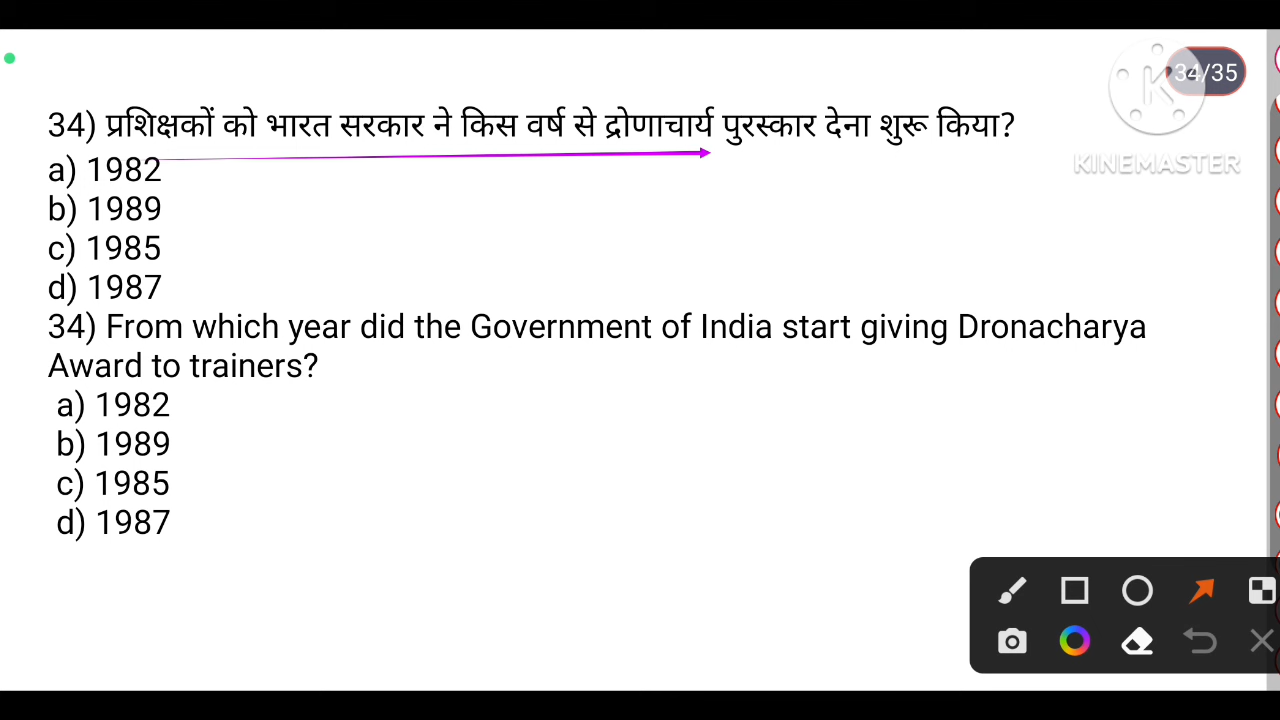 34/35
KINEMASTER
34) प्रशिक्षकों को भारत सरकार ने किस वर्ष से द्रोणाचार्य पुरस्कार देना शुरू किया?
a) 1982
b) 1989
c) 1985
d) 1987
34) From which year did the Government of India start giving Dronacharya
Award to trainers?
a) 1982
b) 1989
c) 1985
d) 1987